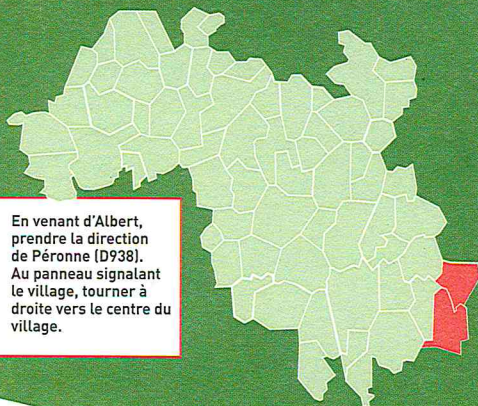 En venant d'Albert,
prendre la direction
de Péronne (D938).
Au panneau signalant
le village, tourner à
droite vers le centre du
village.